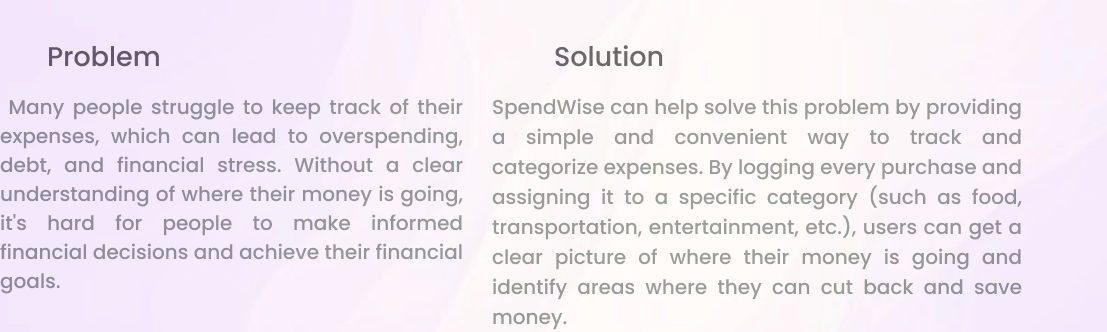 Problem
Many people struggle to keep track of their
expenses, which can lead to overspending,
debt, and financial stress. Without a clear
understanding of where their money is going,
it's hard for people to make informed
financial decisions and achieve their financial
goals.
Solution
SpendWise can help solve this problem by providing
a simple and convenient way to track and
categorize expenses. By logging every purchase and
assigning it to a specific category (such as food,
transportation, entertainment, etc.), users can get a
clear picture of where their money is going and
identify areas where they can cut back and save
money.